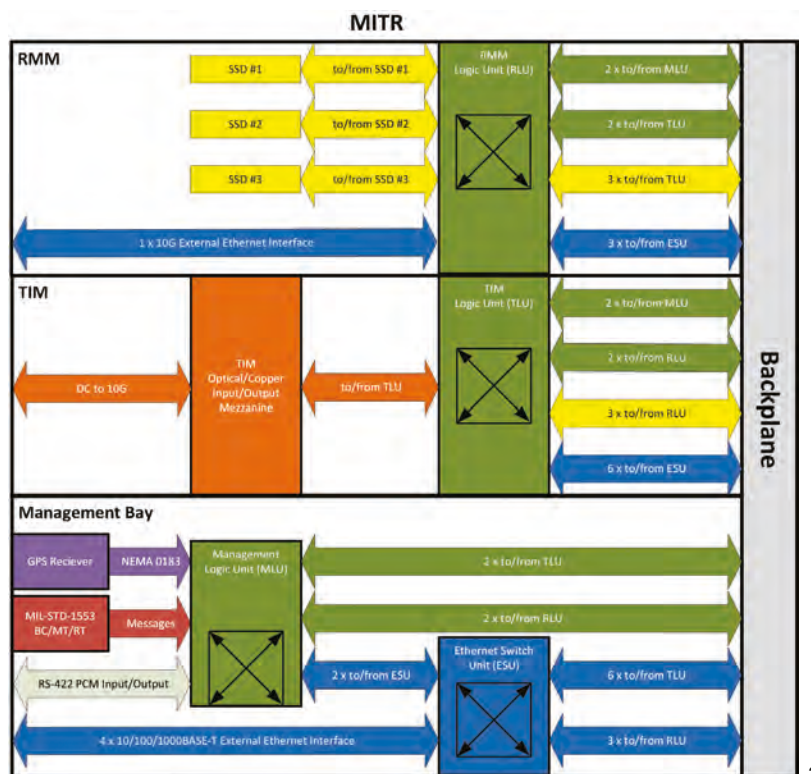 MITR
RMM
SSD #1
to/from SSD #1
RMM
Logic Unit (RLU)
2 x to/from MLU
SSD #2
to/from SSD #2
2 x to/from TLU
SSD #3
to/from SSD #3
3 x to/from TLU
1 x 10G External Ethernet Interface
3 x to/from ESU
TIM
TIM
Logic Unit (TLU)
2 x to/from MLU
2 x to/from RLU
DC to 10G
TIM
Optical/Copper
Input/Output
Mezzanine
to/from TLU
3 x to/from RLU
6 x to/from ESU
Backplane
Management Bay
GPS Reciever
NEMA 0183
Management
Logic Unit (MLU)
2 x to/from TLU
MIL-STD-1553
BC/MT/RT
Messages
2 x to/from RLU
RS-422 PCM Input/Output
2 x to/from ESU
Ethernet Switch
Unit (ESU)
6 x to/from TLU
4 x 10/100/1000BASE-T External Ethernet Interface
3 x to/from RLU